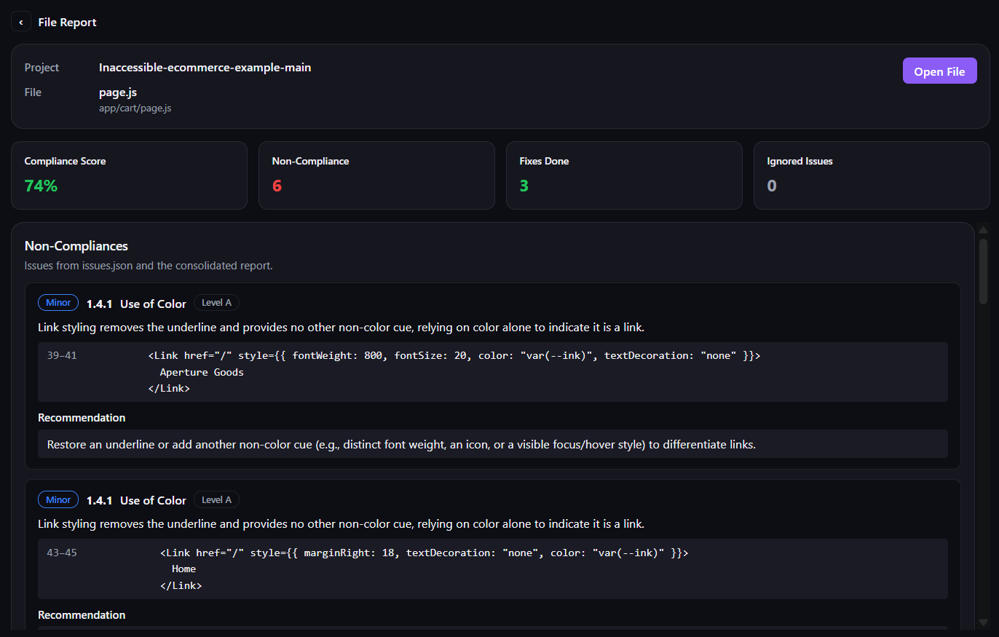 ‹ File Report
Project Inaccessible-ecommerce-example-main
Open File
File page.js
app/cart/page.js
Compliance Score
74%
Non-Compliance
6
Fixes Done
3
Ignored Issues
0
Non-Compliances
Issues from issues.json and the consolidated report.
Minor 1.4.1 Use of Color Level A
Link styling removes the underline and provides no other non-color cue, relying on color alone to indicate it is a link.
39–41 <Link href="/" style={{ fontWeight: 800, fontSize: 20, color: "var(--ink)", textDecoration: "none" }}>
Aperture Goods
</Link>
Recommendation
Restore an underline or add another non-color cue (e.g., distinct font weight, an icon, or a visible focus/hover style) to differentiate links.
Minor 1.4.1 Use of Color Level A
Link styling removes the underline and provides no other non-color cue, relying on color alone to indicate it is a link.
43–45 <Link href="/" style={{ marginRight: 18, textDecoration: "none", color: "var(--ink)" }}>
Home
</Link>
Recommendation